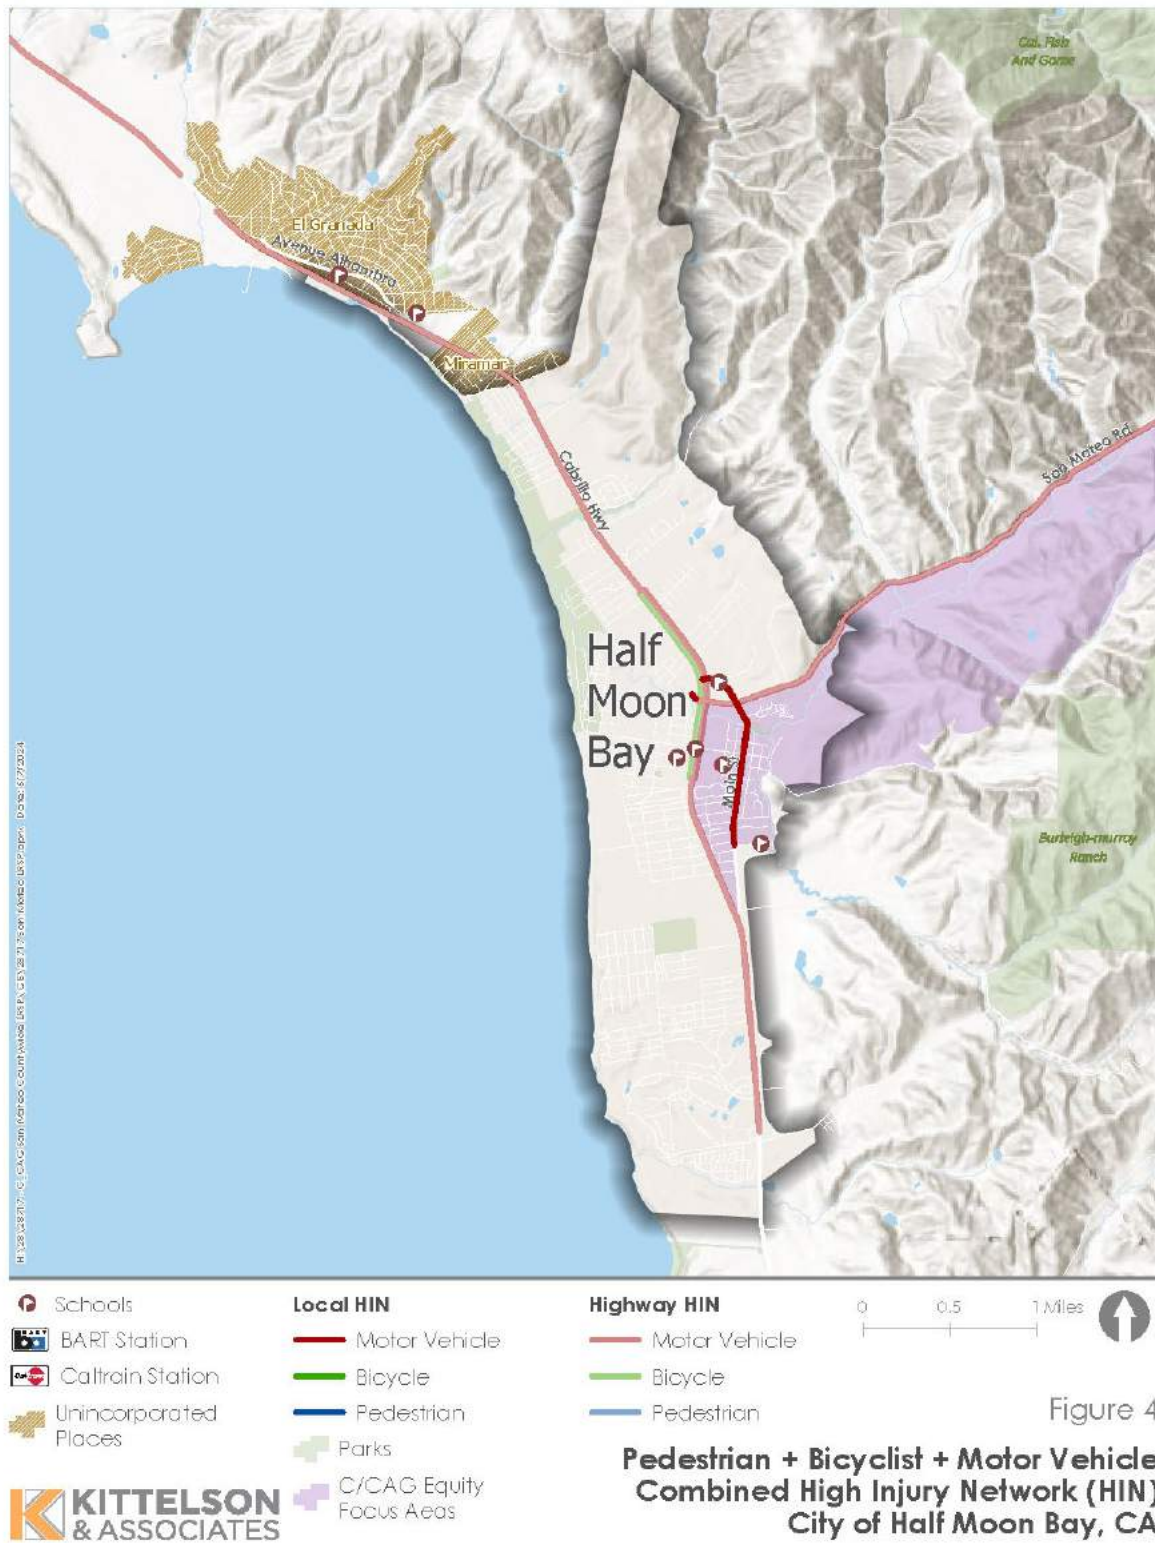 Cal. Fish
And Game
El Granada
Avenue Alhambra
Miramar
Cabrillo Hwy
San Mateo Rd
Half
Moon
Bay
Main St
Burleigh-murray
Ranch
Schools
BART Station
Caltrain Station
Unincorporated
Places
Local HIN
Motor Vehicle
Bicycle
Pedestrian
Parks
C/CAG Equity
Focus Aeas
Highway HIN
Motor Vehicle
Bicycle
Pedestrian
0 0.5 1 Miles
Figure 4
Pedestrian + Bicyclist + Motor Vehicle
Combined High Injury Network (HIN)
City of Half Moon Bay, CA
KITTELSON
& ASSOCIATES